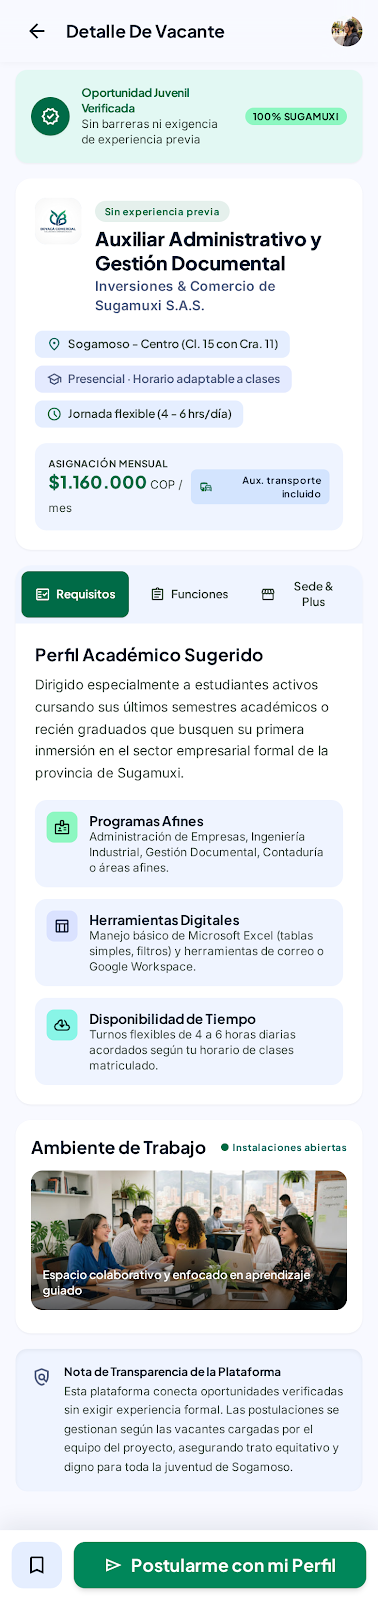 Detalle De Vacante
Oportunidad Juvenil
Verificada
Sin barreras ni exigencia
de experiencia previa
100% SUGAMUXI
BOYACÁ COMERCIAL
Sin experiencia previa
Auxiliar Administrativo y
Gestión Documental
Inversiones & Comercio de
Sugamuxi S.A.S.
Sogamoso - Centro (Cl. 15 con Cra. 11)
Presencial · Horario adaptable a clases
Jornada flexible (4 - 6 hrs/día)
ASIGNACIÓN MENSUAL
$1.160.000 COP /
mes
Aux. transporte
incluido
Requisitos
Funciones
Sede &
Plus
Perfil Académico Sugerido
Dirigido especialmente a estudiantes activos
cursando sus últimos semestres académicos o
recién graduados que busquen su primera
inmersión en el sector empresarial formal de la
provincia de Sugamuxi.
Programas Afines
Administración de Empresas, Ingeniería
Industrial, Gestión Documental, Contaduría
o áreas afines.
Herramientas Digitales
Manejo básico de Microsoft Excel (tablas
simples, filtros) y herramientas de correo o
Google Workspace.
Disponibilidad de Tiempo
Turnos flexibles de 4 a 6 horas diarias
acordados según tu horario de clases
matriculado.
Ambiente de Trabajo
Instalaciones abiertas
Espacio colaborativo y enfocado en aprendizaje
guiado
Nota de Transparencia de la Plataforma
Esta plataforma conecta oportunidades verificadas
sin exigir experiencia formal. Las postulaciones se
gestionan según las vacantes cargadas por el
equipo del proyecto, asegurando trato equitativo y
digno para toda la juventud de Sogamoso.
Postularme con mi Perfil